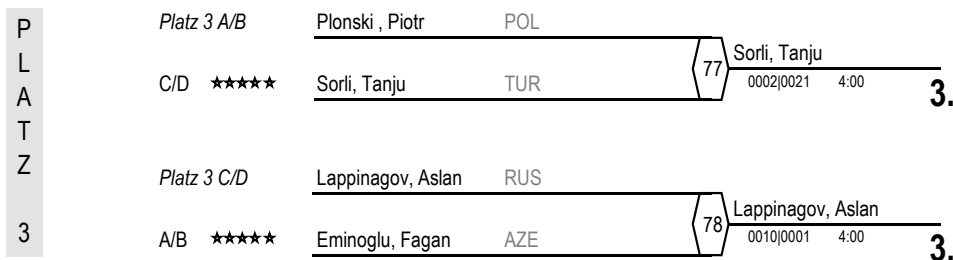 PLATZ 3
Platz 3 A/B Plonski , Piotr POL
C/D ***** Sorli, Tanju TUR
77 Sorli, Tanju
0002|0021 4:00 3.
Platz 3 C/D Lappinagov, Aslan RUS
A/B ***** Eminoglu, Fagan AZE
78 Lappinagov, Aslan
0010|0001 4:00 3.